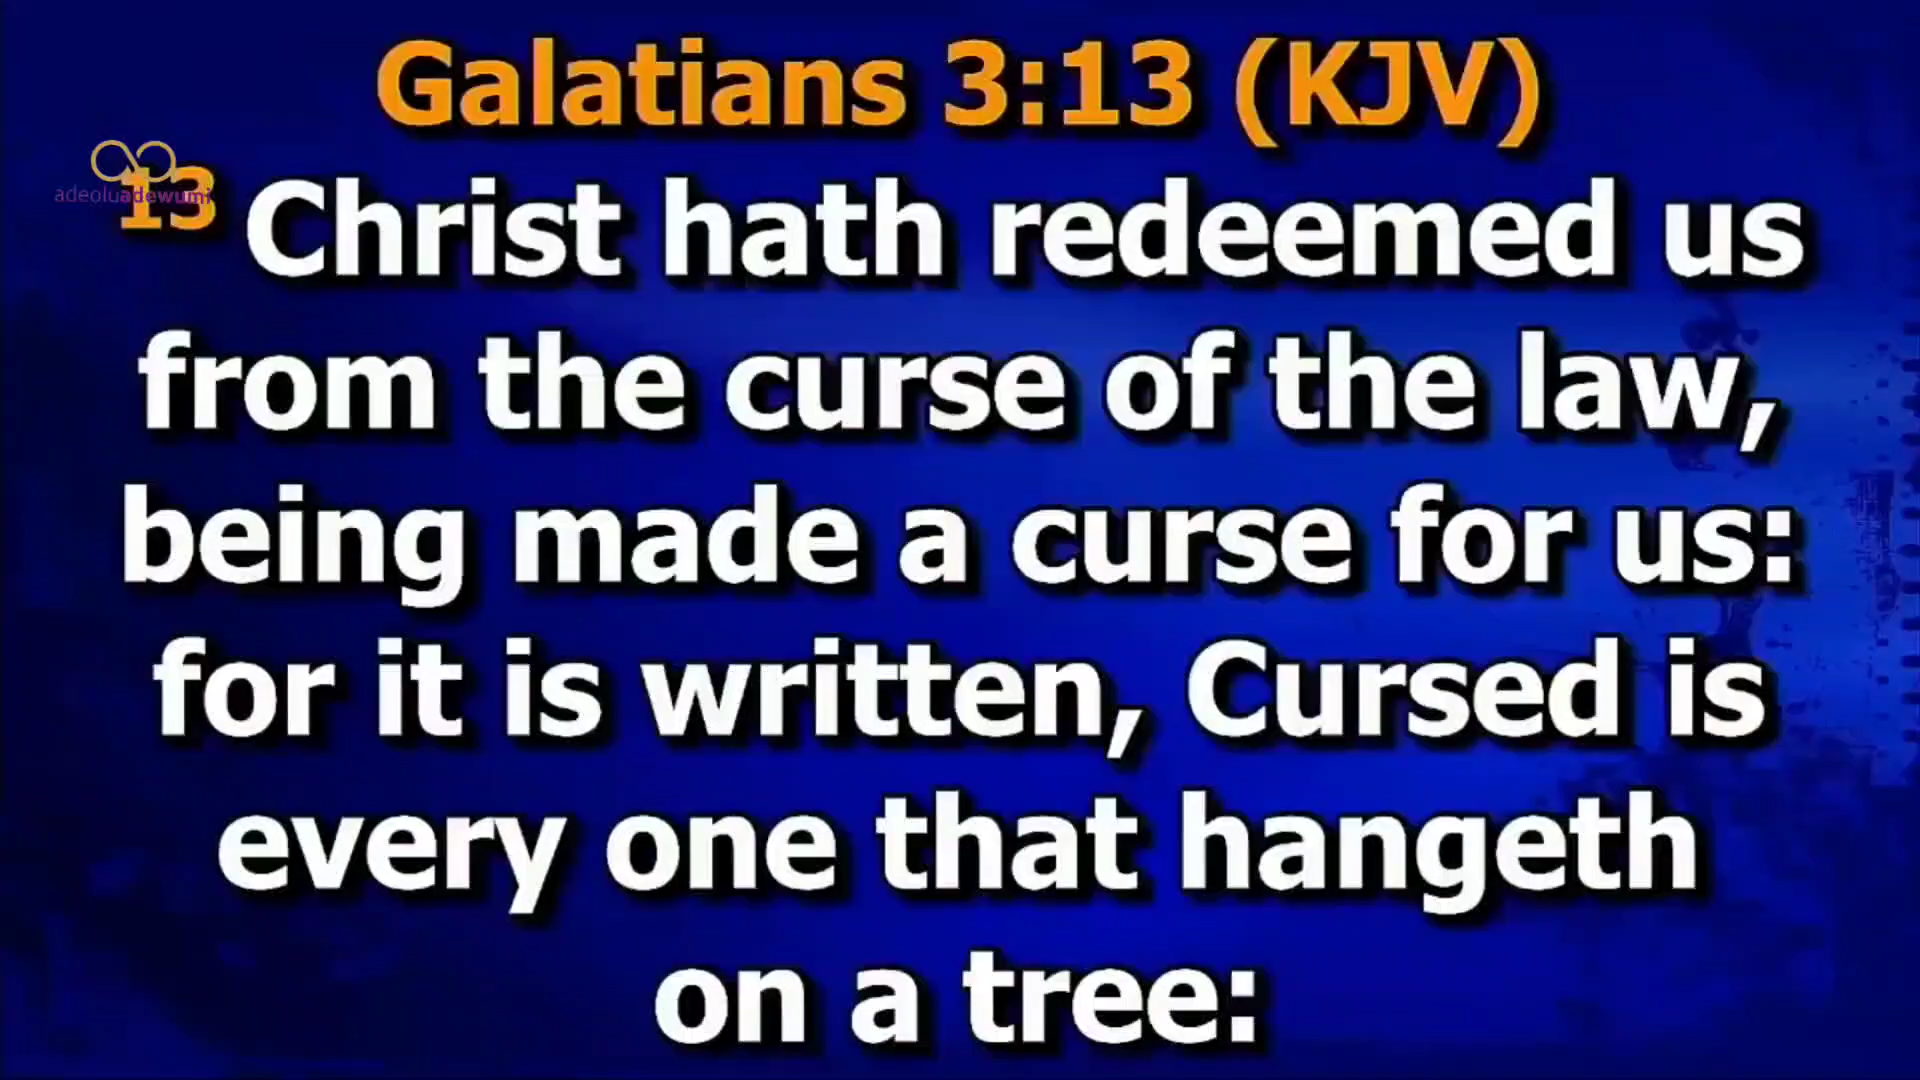 Galatians 3:13 (KJV)
adeoluadewumi
13 Christ hath redeemed us
from the curse of the law,
being made a curse for us:
for it is written, Cursed is
every one that hangeth
on a tree: